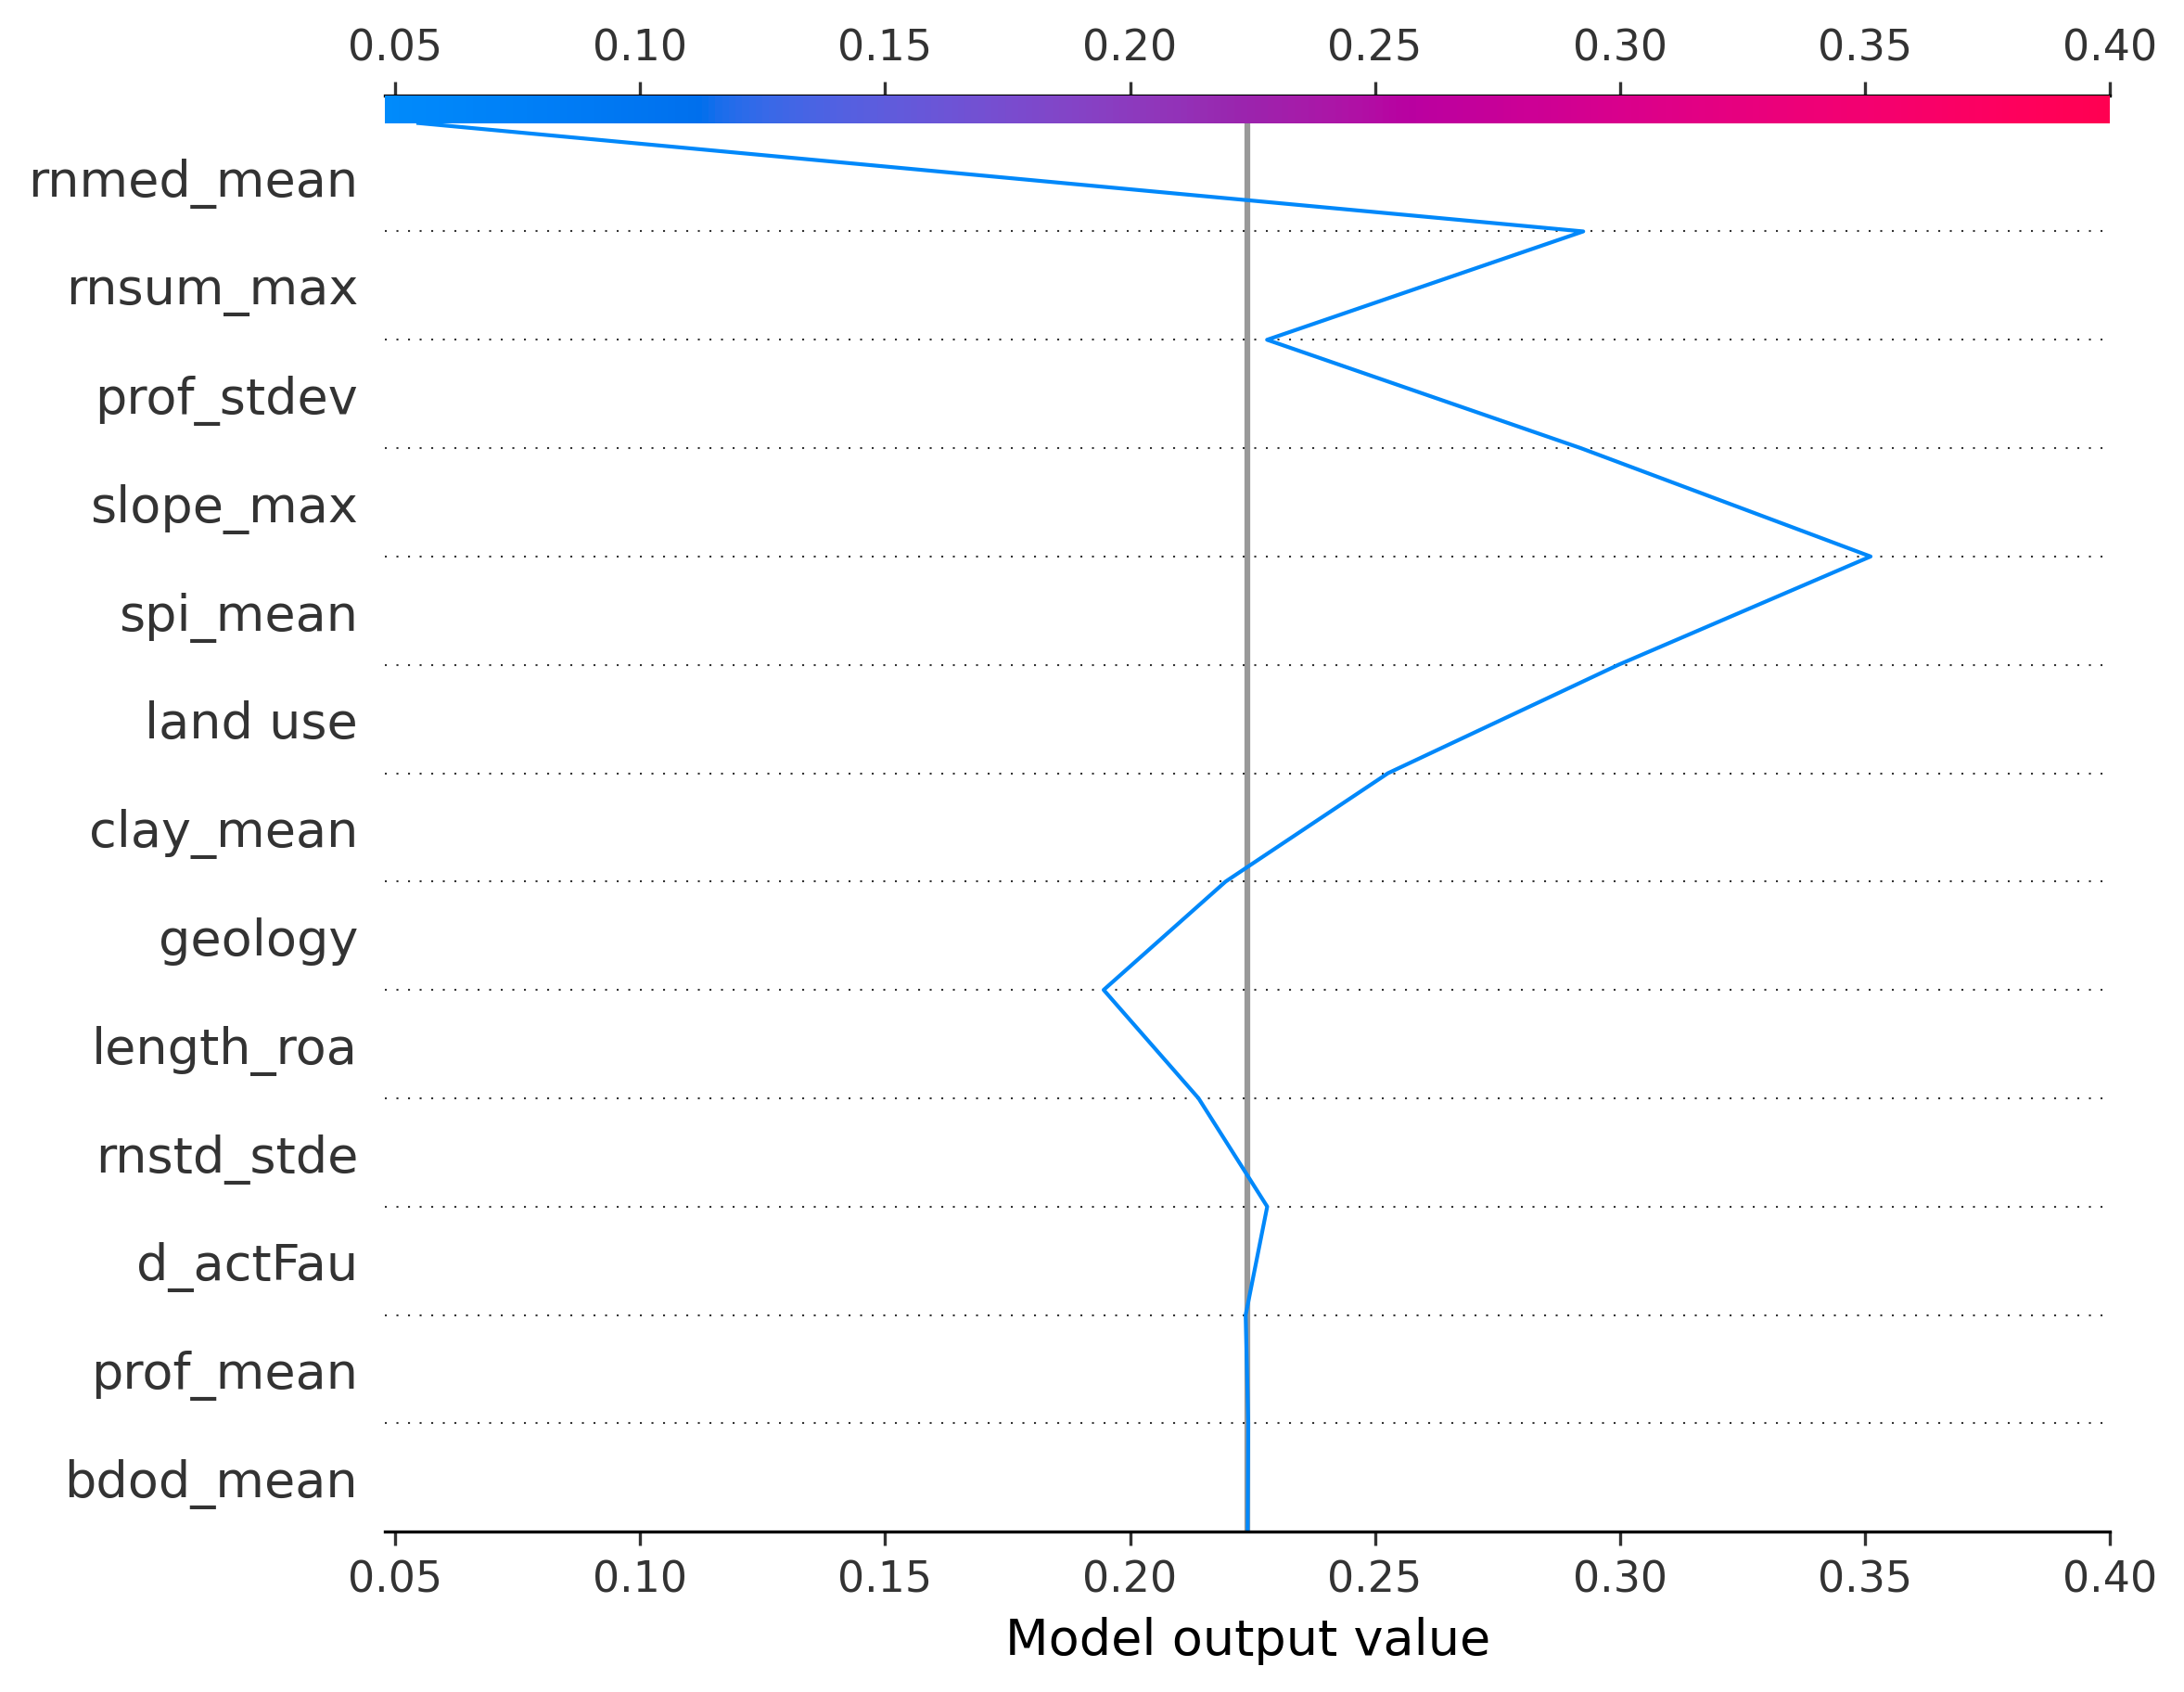 0.05 0.10 0.15 0.20 0.25 0.30 0.35 0.40
rnmed_mean
rnsum_max
prof_stdev
slope_max
spi_mean
land use
clay_mean
geology
length_roa
rnstd_stde
d_actFau
prof_mean
bdod_mean
0.05 0.10 0.15 0.20 0.25 0.30 0.35 0.40
Model output value